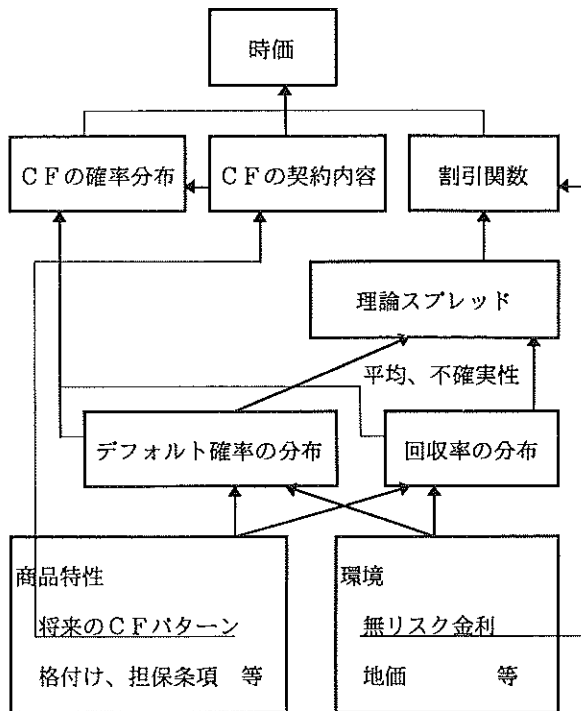 時価
ＣＦの確率分布
ＣＦの契約内容
割引関数
理論スプレッド
平均、不確実性
デフォルト確率の分布
回収率の分布
商品特性
将来のＣＦパターン
格付け、担保条項　等
環境
無リスク金利
地価　　　等